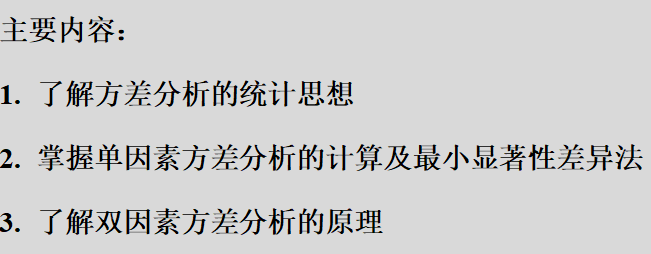 主要内容：
1. 了解方差分析的统计思想
2. 掌握单因素方差分析的计算及最小显著性差异法
3. 了解双因素方差分析的原理